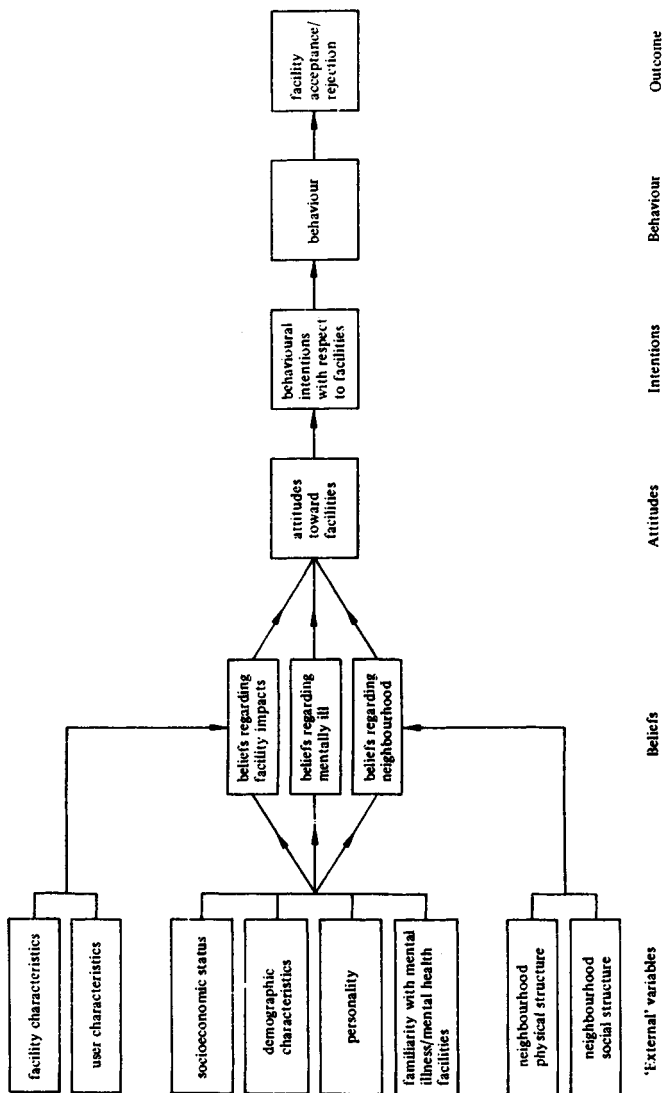 facility characteristics
user characteristics
socioeconomic status
demographic
characteristics
personality
familiarity with mental
illness/mental health
facilities
neighbourhood
physical structure
neighbourhood
social structure
'External' variables
beliefs regarding
facility impacts
beliefs regarding
mentally ill
beliefs regarding
neighbourhood
Beliefs
attitudes
toward
facilities
Attitudes
behavioural
intentions
with respect
to facilities
Intentions
behaviour
Behaviour
facility
acceptance/
rejection
Outcome